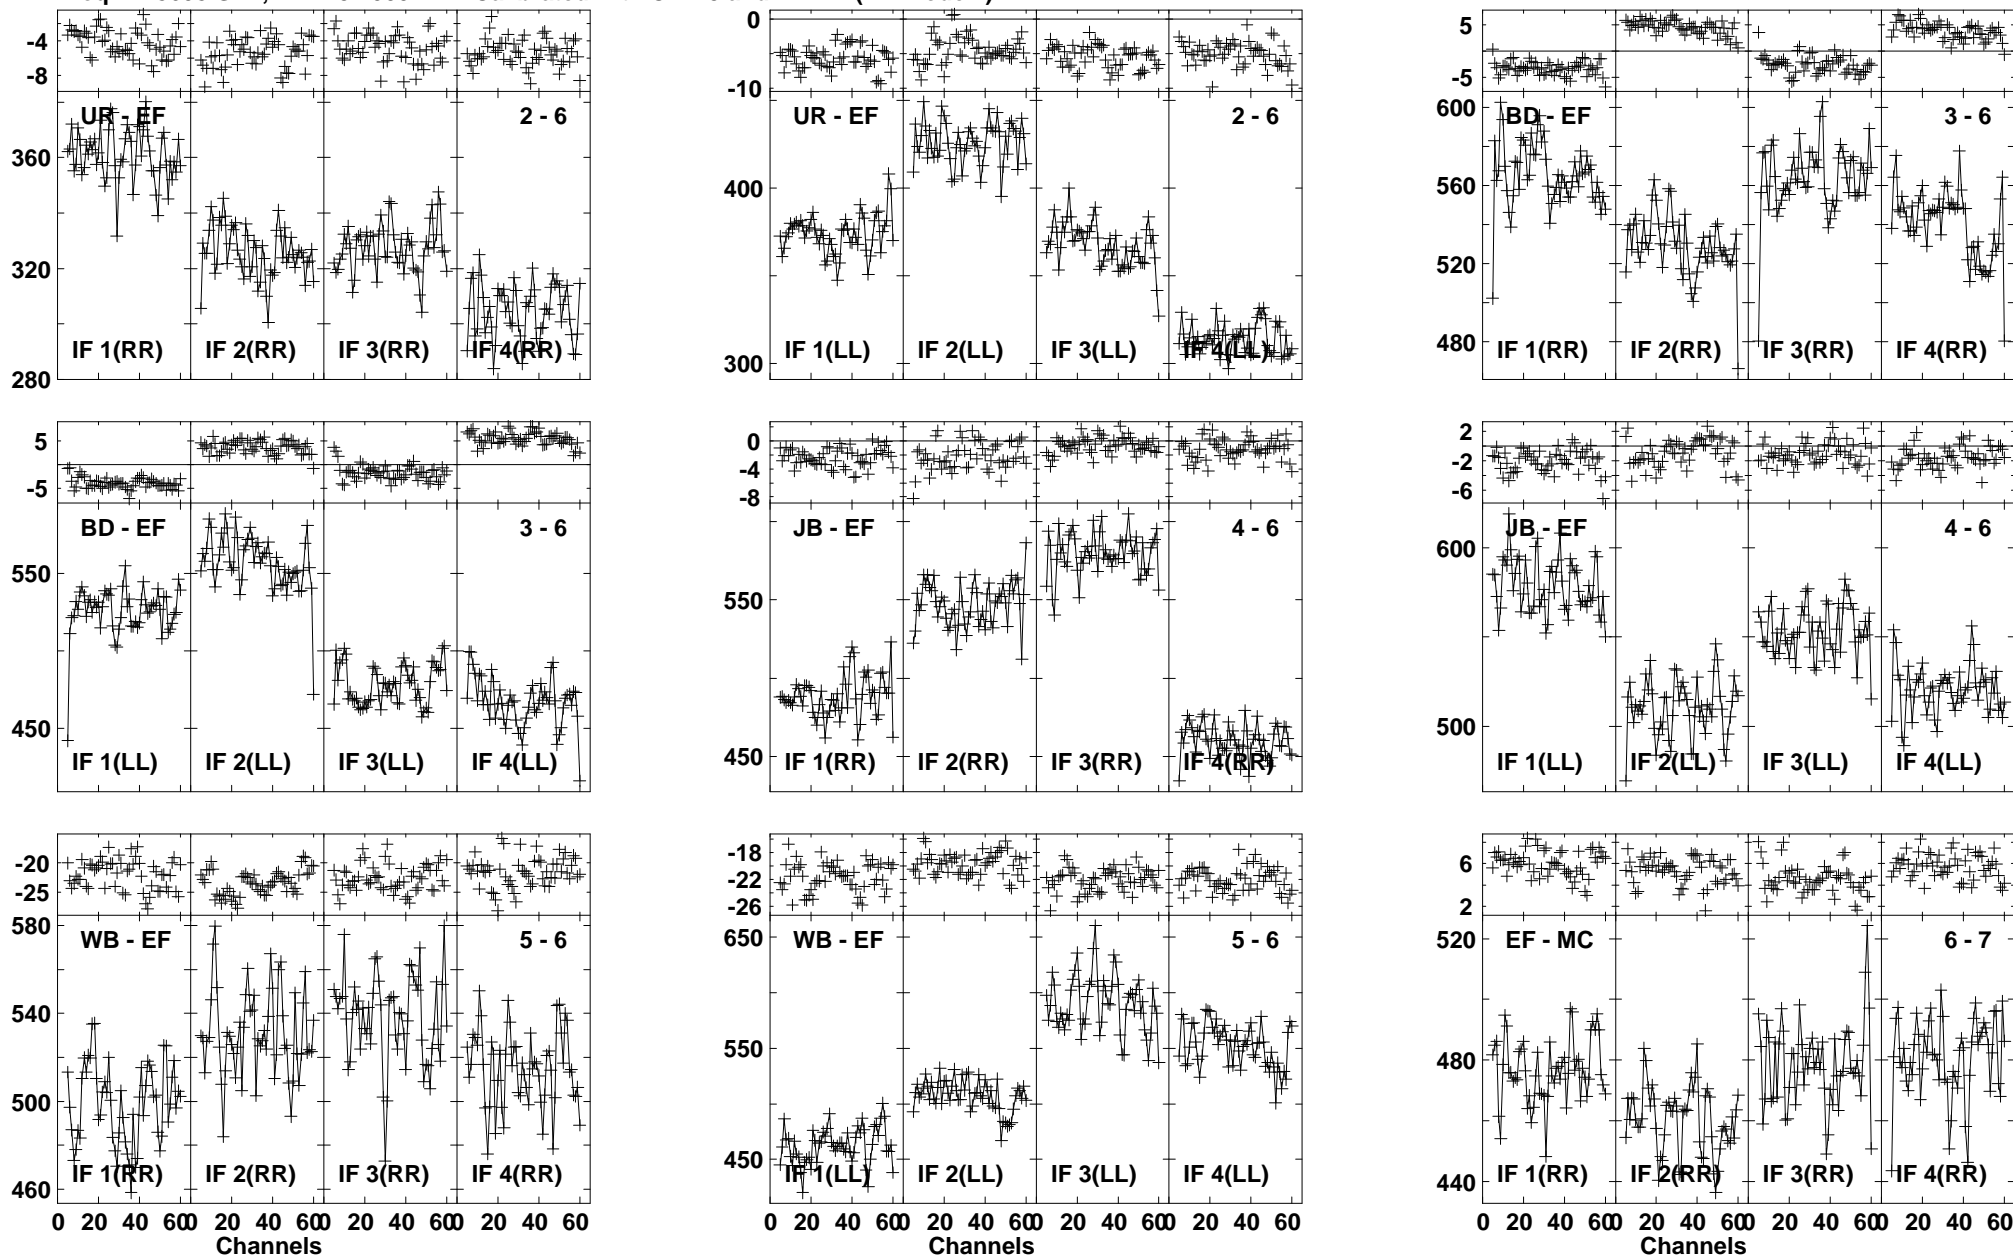 0
-4
-8
-10
5
-5
UR - EF
2 - 6
UR - EF
2 - 6
BD - EF
3 - 6
360
320
280
400
300
600
560
520
480
IF 1(RR)
IF 2(RR)
IF 3(RR)
IF 4(RR)
IF 1(LL)
IF 2(LL)
IF 3(LL)
IF 4(LL)
IF 1(RR)
IF 2(RR)
IF 3(RR)
IF 4(RR)
5
-5
0
-4
-8
2
-2
-6
BD - EF
3 - 6
JB - EF
4 - 6
JB - EF
4 - 6
550
450
550
450
600
500
IF 1(LL)
IF 2(LL)
IF 3(LL)
IF 4(LL)
IF 1(RR)
IF 2(RR)
IF 3(RR)
IF 4(RR)
IF 1(LL)
IF 2(LL)
IF 3(LL)
IF 4(LL)
-20
-25
-18
-22
-26
6
2
WB - EF
5 - 6
WB - EF
5 - 6
EF - MC
6 - 7
580
540
500
460
650
550
450
520
480
440
IF 1(RR)
IF 2(RR)
IF 3(RR)
IF 4(RR)
IF 1(LL)
IF 2(LL)
IF 3(LL)
IF 4(LL)
IF 1(RR)
IF 2(RR)
IF 3(RR)
IF 4(RR)
0 20 40 60 0 20 40 60 0 20 40 60 0 20 40 60
0 20 40 60 0 20 40 60 0 20 40 60 0 20 40 60
0 20 40 60 0 20 40 60 0 20 40 60 0 20 40 60
Channels
Channels